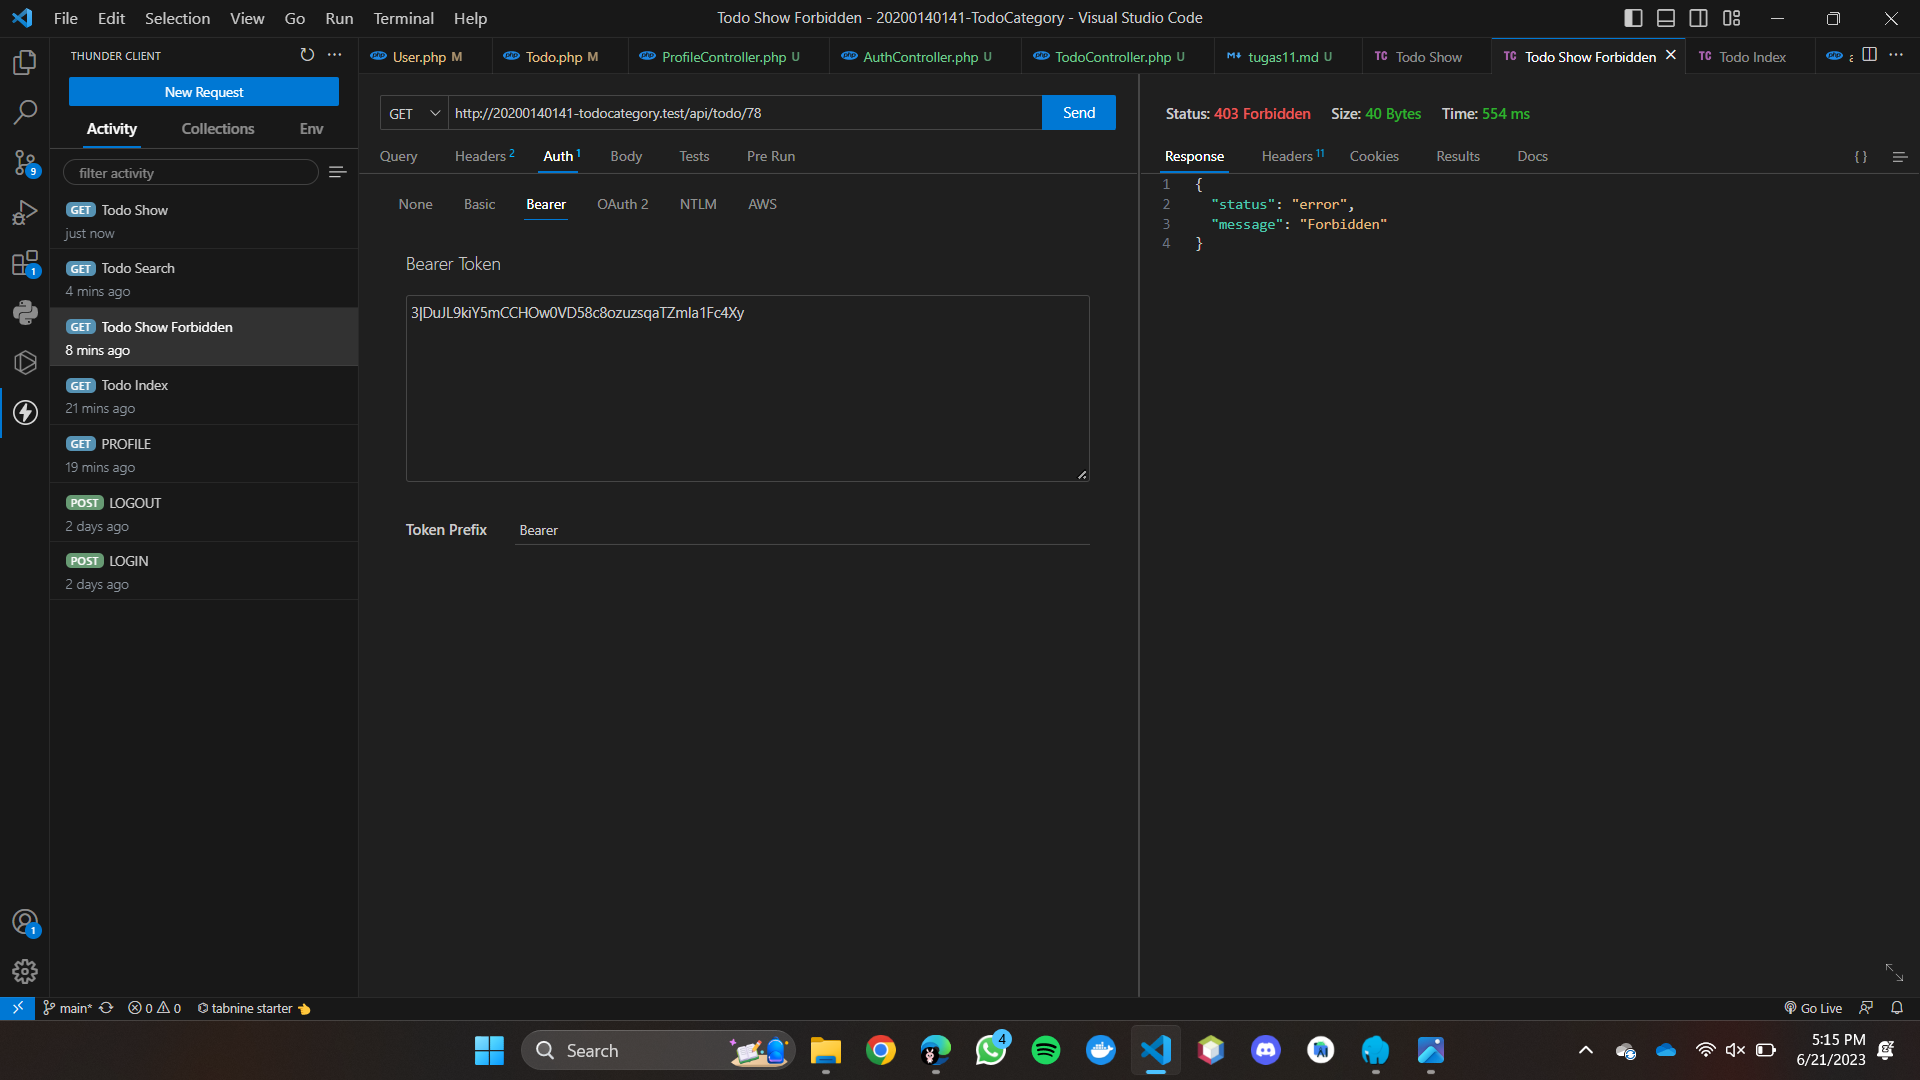 File Edit Selection View Go Run Terminal Help
Todo Show Forbidden - 20200140141-TodoCategory - Visual Studio Code
THUNDER CLIENT
New Request
Activity Collections Env
filter activity
GET Todo Show
just now
GET Todo Search
4 mins ago
GET Todo Show Forbidden
8 mins ago
GET Todo Index
21 mins ago
GET PROFILE
19 mins ago
POST LOGOUT
2 days ago
POST LOGIN
2 days ago
9
1
1
User.php M
Todo.php M
ProfileController.php U
AuthController.php U
TodoController.php U
tugas11.md U
TC Todo Show
TC Todo Show Forbidden
TC Todo Index
a
GET http://20200140141-todocategory.test/api/todo/78 Send
Query Headers 2 Auth 1 Body Tests Pre Run
None Basic Bearer OAuth 2 NTLM AWS
Bearer Token
3|DuJL9kiY5mCCHOw0VD58c8ozuzsqaTZmIa1Fc4Xy
Token Prefix Bearer
Status: 403 Forbidden Size: 40 Bytes Time: 554 ms
Response Headers 11 Cookies Results Docs
{ }
1 {
2 "status": "error",
3 "message": "Forbidden"
4 }
main* 0 0 tabnine starter
Go Live
Search
4
5:15 PM
6/21/2023